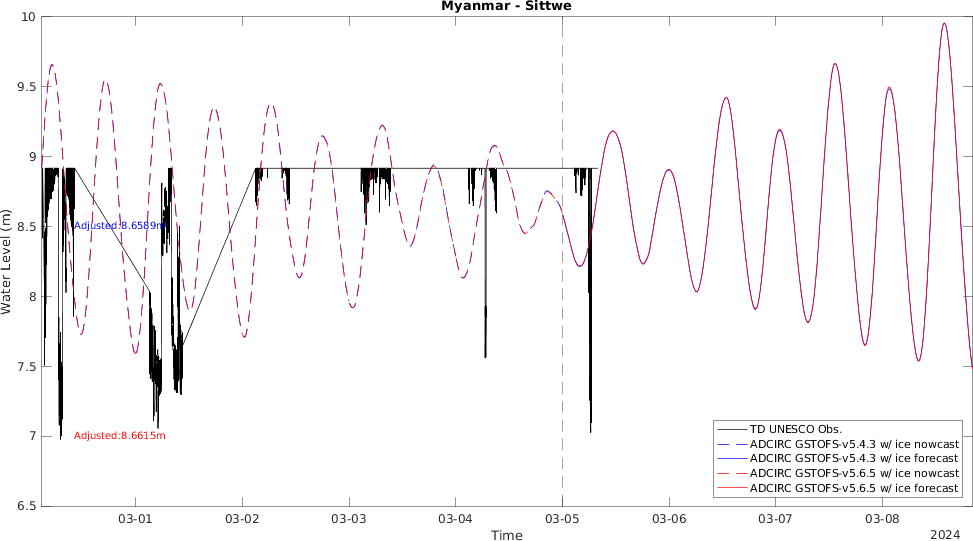 Myanmar - Sittwe
Water Level (m)
10
9.5
9
8.5
8
7.5
7
6.5
Adjusted:8.6589m
Adjusted:8.6615m
TD UNESCO Obs.
ADCIRC GSTOFS-v5.4.3 w/ ice nowcast
ADCIRC GSTOFS-v5.4.3 w/ ice forecast
ADCIRC GSTOFS-v5.6.5 w/ ice nowcast
ADCIRC GSTOFS-v5.6.5 w/ ice forecast
03-01 03-02 03-03 03-04 03-05 03-06 03-07 03-08
Time
2024